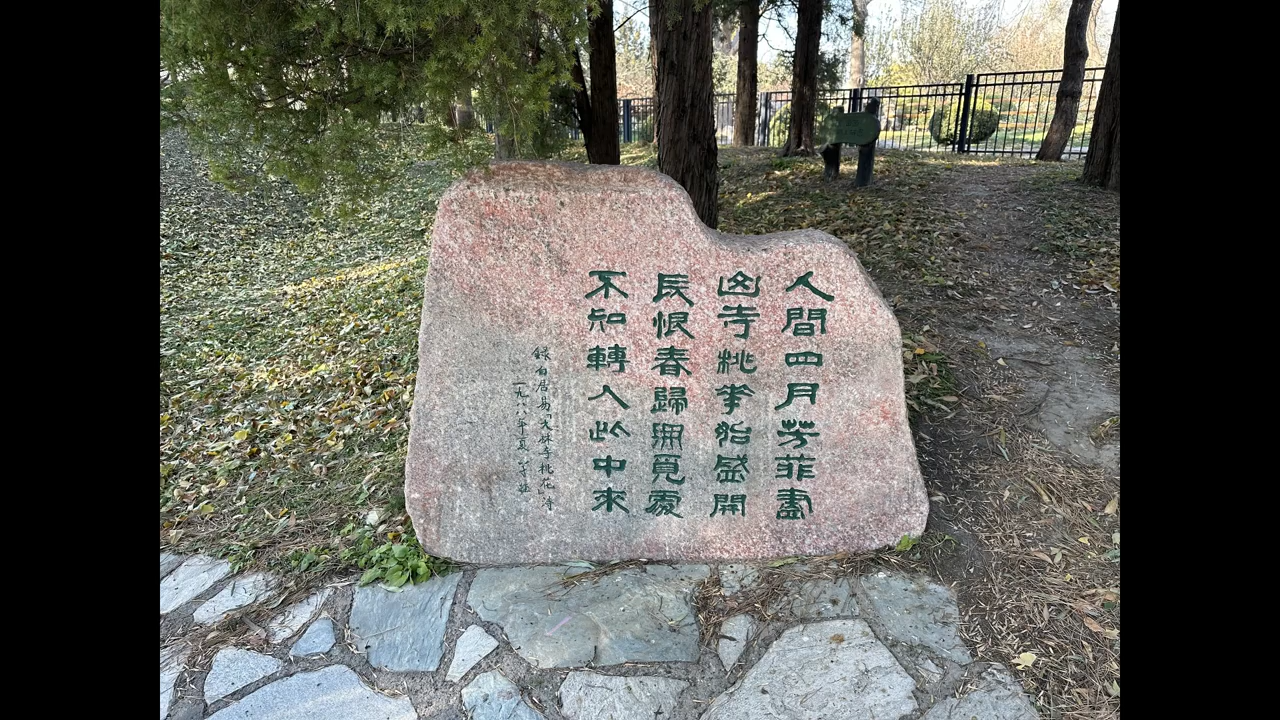 人間四月芳菲盡
山寺桃華始盛開
長恨春歸無覓處
不知轉入此中來
錄白居易《大林寺桃花》詩
一九八八年夏